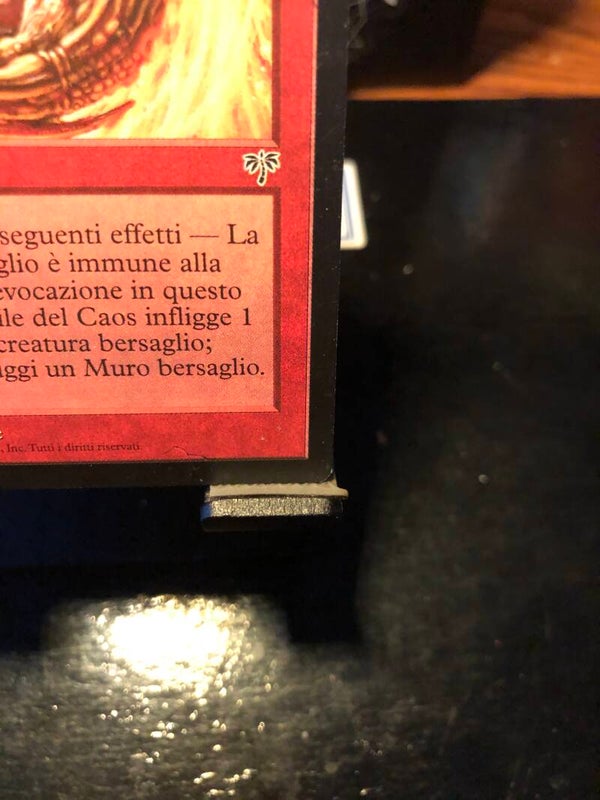 seguenti effetti — La
glio è immune alla
evocazione in questo
ile del Caos infligge 1
creatura bersaglio;
aggi un Muro bersaglio.
, Inc. Tutti i diritti riservati.